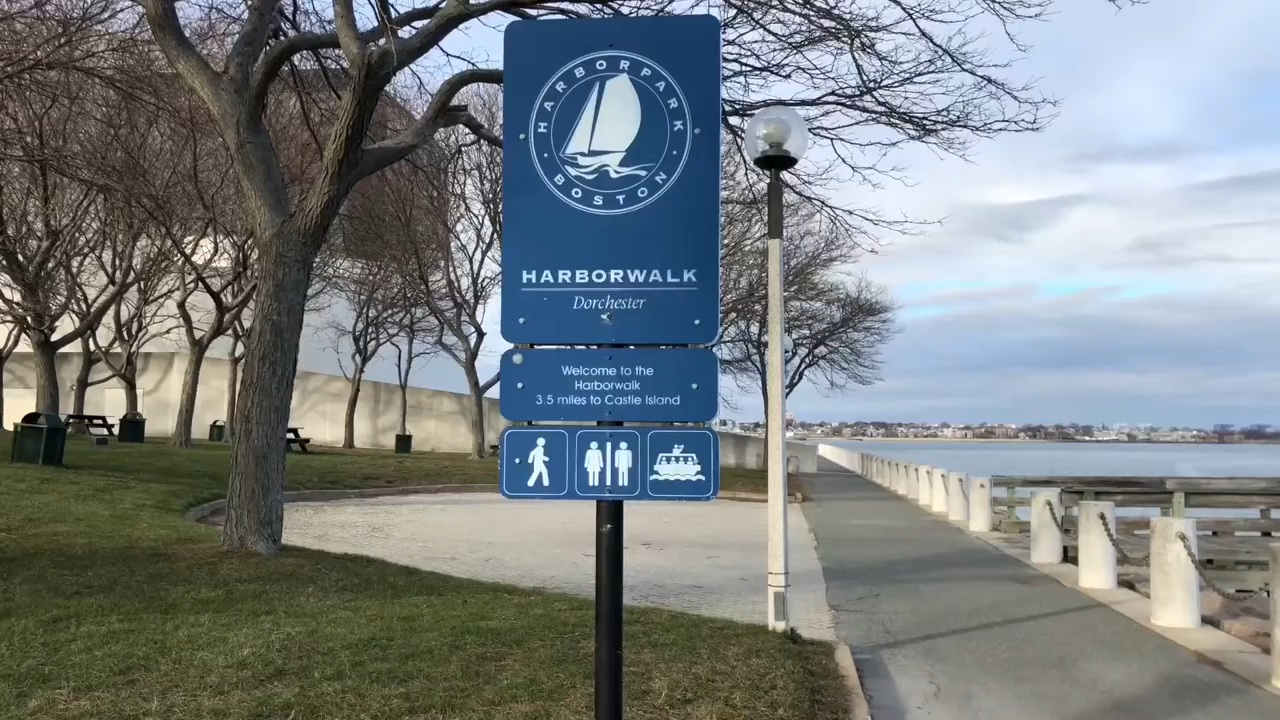 HARBORPARK
BOSTON
HARBORWALK
Dorchester
Welcome to the
Harborwalk
3.5 miles to Castle Island